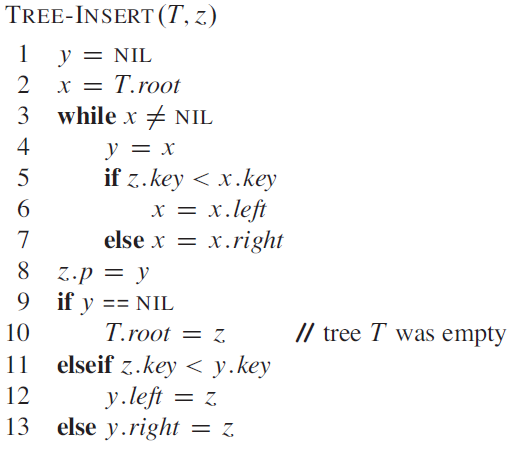 TREE-INSERT(T, z)
1 y = NIL
2 x = T.root
3 while x ≠ NIL
4 y = x
5 if z.key < x.key
6 x = x.left
7 else x = x.right
8 z.p = y
9 if y == NIL
10 T.root = z // tree T was empty
11 elseif z.key < y.key
12 y.left = z
13 else y.right = z